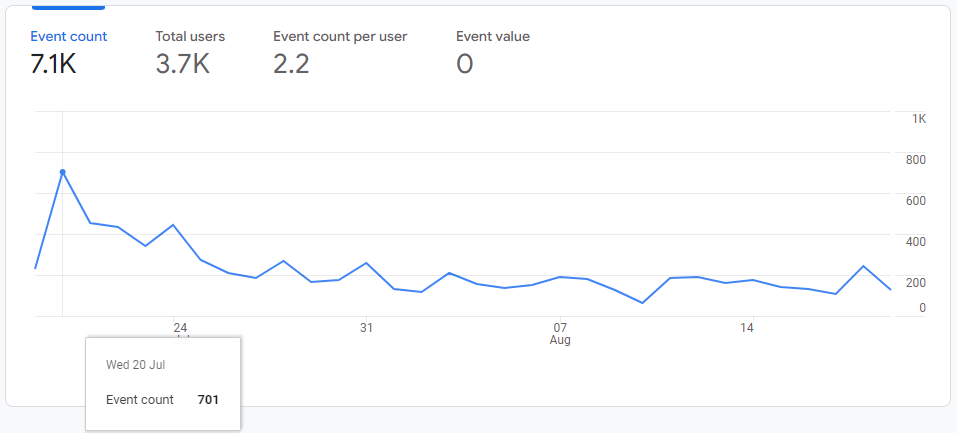 Event count Total users Event count per user Event value
7.1K 3.7K 2.2 0
1K
800
600
400
200
0
24 31 07 14
Aug
Wed 20 Jul
Event count 701